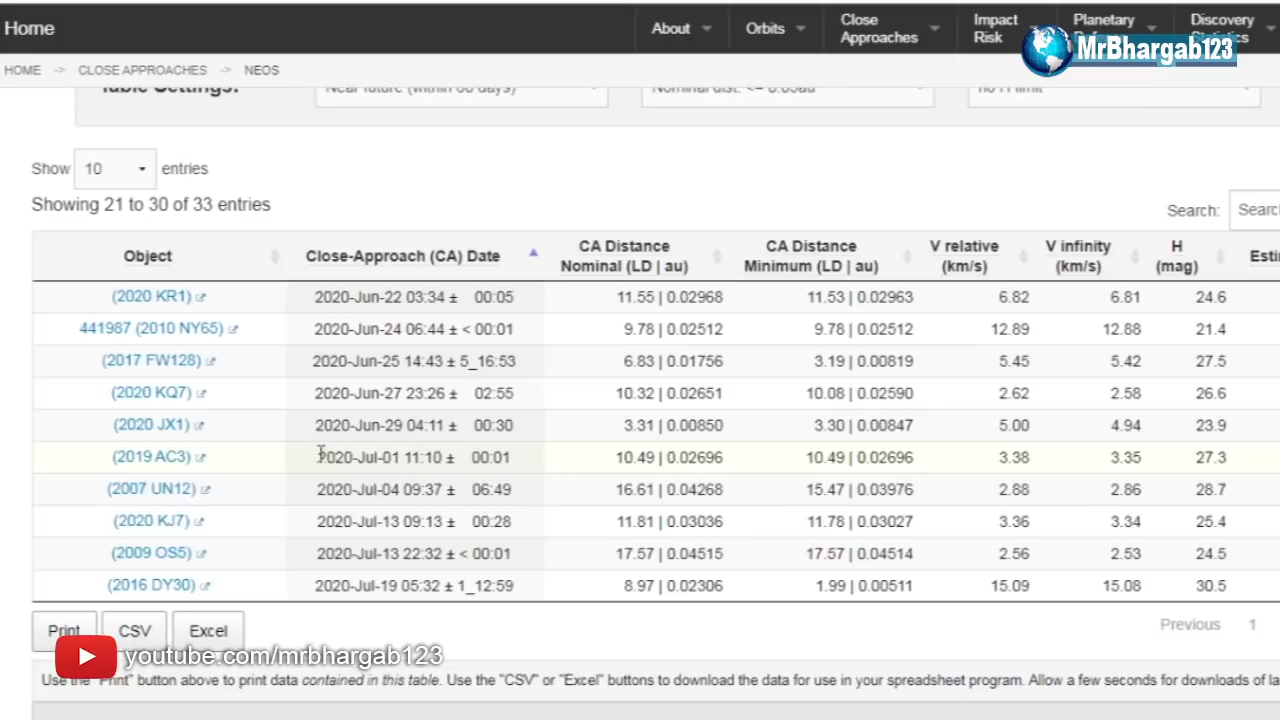 Home
About
Orbits
Close Approaches
Impact Risk
Planetary
Discovery
MrBhargab123
HOME -> CLOSE APPROACHES -> NEOS
Table Settings:
Near future (within 60 days)
Nominal dist. <= 0.05au
no H limit
Show 10 entries
Showing 21 to 30 of 33 entries
Search:
Object Close-Approach (CA) Date CA Distance Nominal (LD | au) CA Distance Minimum (LD | au) V relative (km/s) V infinity (km/s) H (mag)
(2020 KR1) 2020-Jun-22 03:34 ± 00:05 11.55 | 0.02968 11.53 | 0.02963 6.82 6.81 24.6
441987 (2010 NY65) 2020-Jun-24 06:44 ± < 00:01 9.78 | 0.02512 9.78 | 0.02512 12.89 12.88 21.4
(2017 FW128) 2020-Jun-25 14:43 ± 5_16:53 6.83 | 0.01756 3.19 | 0.00819 5.45 5.42 27.5
(2020 KQ7) 2020-Jun-27 23:26 ± 02:55 10.32 | 0.02651 10.08 | 0.02590 2.62 2.58 26.6
(2020 JX1) 2020-Jun-29 04:11 ± 00:30 3.31 | 0.00850 3.30 | 0.00847 5.00 4.94 23.9
(2019 AC3) 2020-Jul-01 11:10 ± 00:01 10.49 | 0.02696 10.49 | 0.02696 3.38 3.35 27.3
(2007 UN12) 2020-Jul-04 09:37 ± 06:49 16.61 | 0.04268 15.47 | 0.03976 2.88 2.86 28.7
(2020 KJ7) 2020-Jul-13 09:13 ± 00:28 11.81 | 0.03036 11.78 | 0.03027 3.36 3.34 25.4
(2009 OS5) 2020-Jul-13 22:32 ± < 00:01 17.57 | 0.04515 17.57 | 0.04514 2.56 2.53 24.5
(2016 DY30) 2020-Jul-19 05:32 ± 1_12:59 8.97 | 0.02306 1.99 | 0.00511 15.09 15.08 30.5
Print CSV Excel
Previous 1
youtube.com/mrbhargab123
Use the "Print" button above to print data contained in this table. Use the "CSV" or "Excel" buttons to download the data for use in your spreadsheet program. Allow a few seconds for downloads of